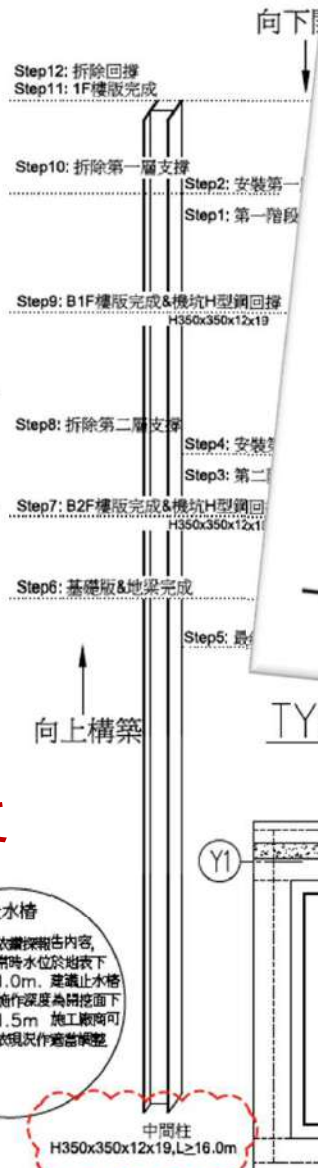 向下開
Step12: 拆除回撐
Step11: 1F樓版完成
Step10: 拆除第一層支撐
Step2: 安裝第一
Step1: 第一階段
Step9: B1F樓版完成&機坑H型鋼回撐
H350x350x12x19
Step8: 拆除第二層支撐
Step4: 安裝
Step3: 第二
Step7: B2F樓版完成&機坑H型鋼回
H350x350x12x1
Step6: 基礎版&地梁完成
Step5: 最
向上構築
TY
Y1
水樁
鑽探報告內容,
常時水位於地表下
1.0m. 建議止水樁
施作深度為開挖面下
1.5m 施工廠商可
依現況作適當調整
中間柱
H350x350x12x19,L≥16.0m